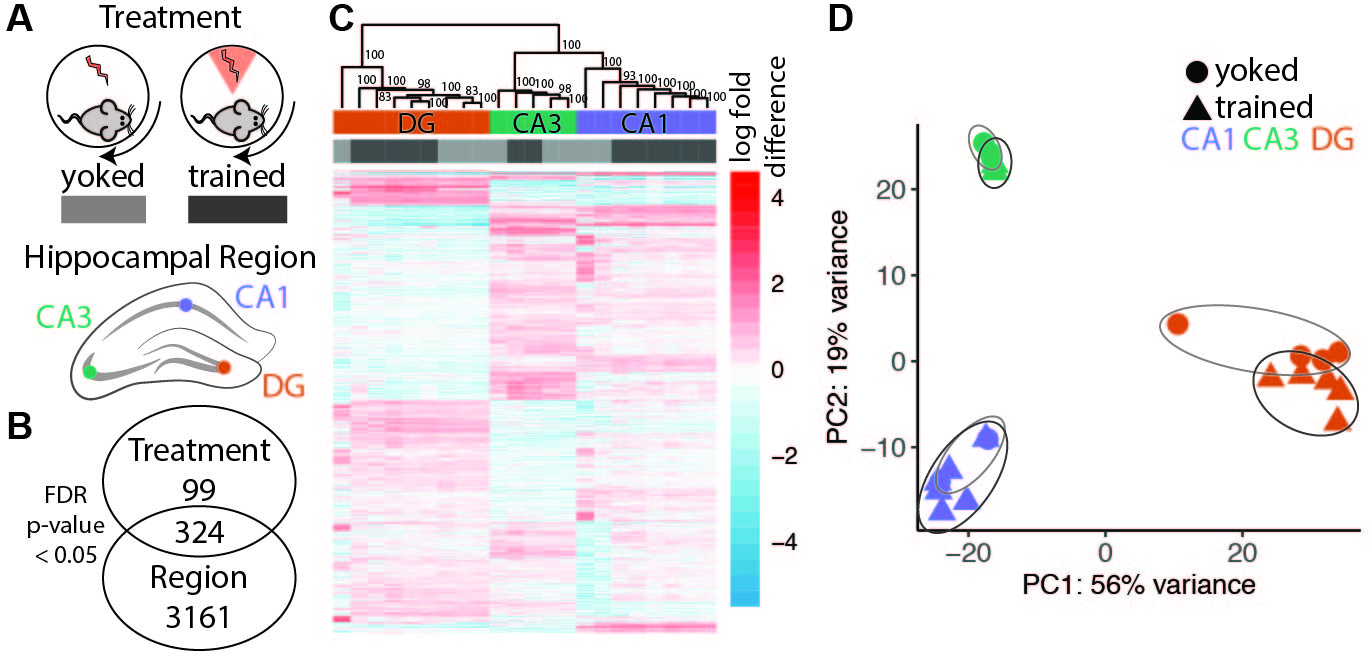 A
Treatment
yoked
trained
Hippocampal Region
CA3
CA1
DG
B
Treatment
99
324
Region
3161
FDR
p-value
< 0.05
C
100
100
100
100
100
98
100
100
100
98
93
100
100
100
100
83
100
83
100
100
100
DG
CA3
CA1
log fold
difference
4
2
0
−2
−4
D
yoked
trained
CA1 CA3 DG
20
10
0
−10
PC2: 19% variance
−20
0
20
PC1: 56% variance